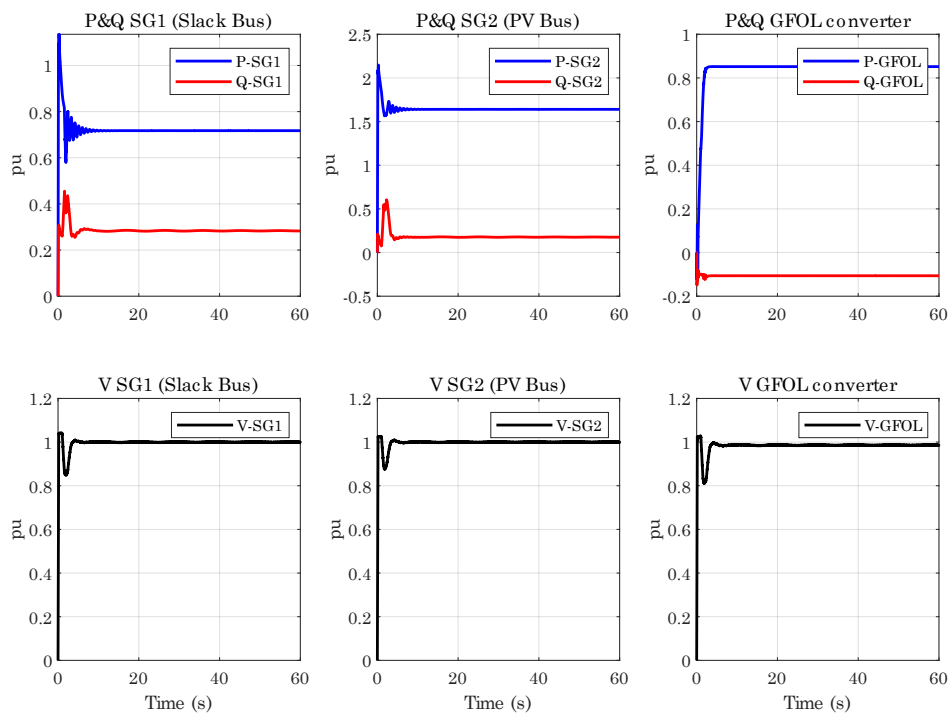 P&Q SG1 (Slack Bus)
P-SG1
Q-SG1
pu
1
0.8
0.6
0.4
0.2
0
0 20 40 60
P&Q SG2 (PV Bus)
P-SG2
Q-SG2
pu
2.5
2
1.5
1
0.5
0
-0.5
0 20 40 60
P&Q GFOL converter
P-GFOL
Q-GFOL
pu
1
0.8
0.6
0.4
0.2
0
-0.2
0 20 40 60
V SG1 (Slack Bus)
V-SG1
pu
1.2
1
0.8
0.6
0.4
0.2
0
0 20 40 60
Time (s)
V SG2 (PV Bus)
V-SG2
pu
1.2
1
0.8
0.6
0.4
0.2
0
0 20 40 60
Time (s)
V GFOL converter
V-GFOL
pu
1.2
1
0.8
0.6
0.4
0.2
0
0 20 40 60
Time (s)